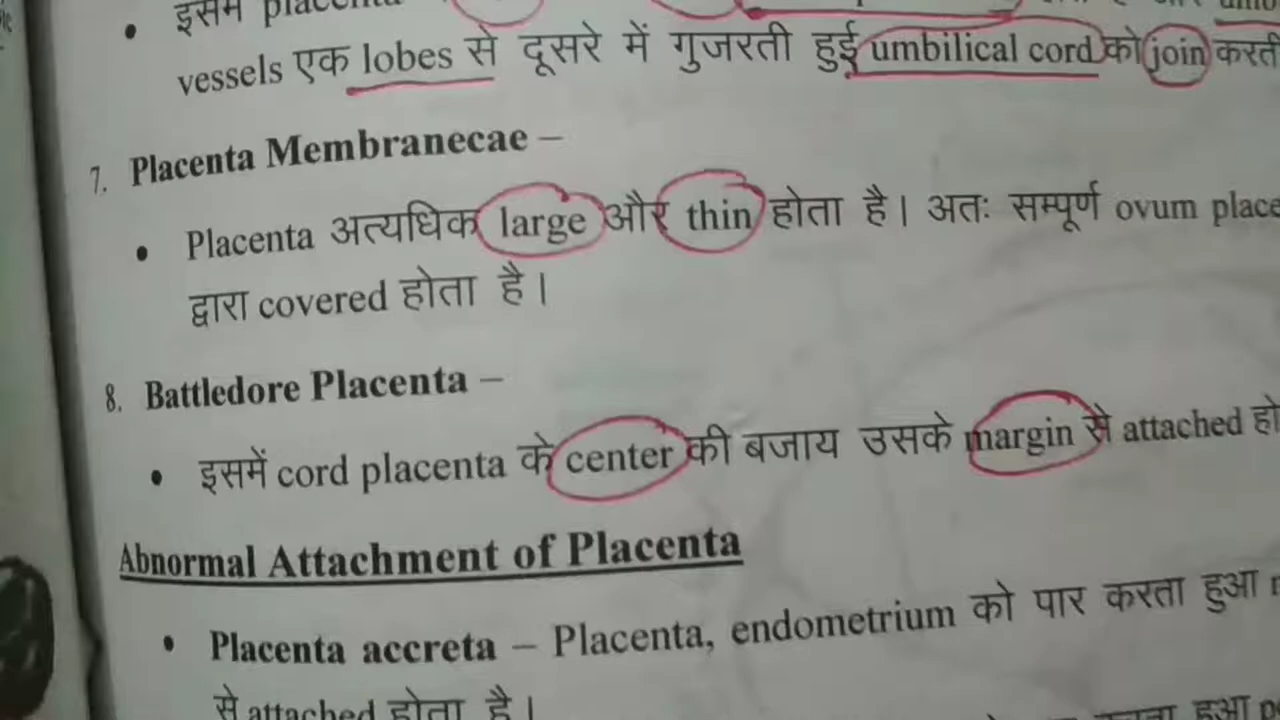 • इसमें placenta
vessels एक lobes से दूसरे में गुजरती हुई umbilical cord को join करती
7. Placenta Membranecae –
• Placenta अत्यधिक large और thin होता है। अतः सम्पूर्ण ovum place
द्वारा covered होता है।
8. Battledore Placenta –
• इसमें cord placenta के center की बजाय उसके margin से attached हो
Abnormal Attachment of Placenta
• Placenta accreta – Placenta, endometrium को पार करता हुआ
से attached होता है।
करता हुआ